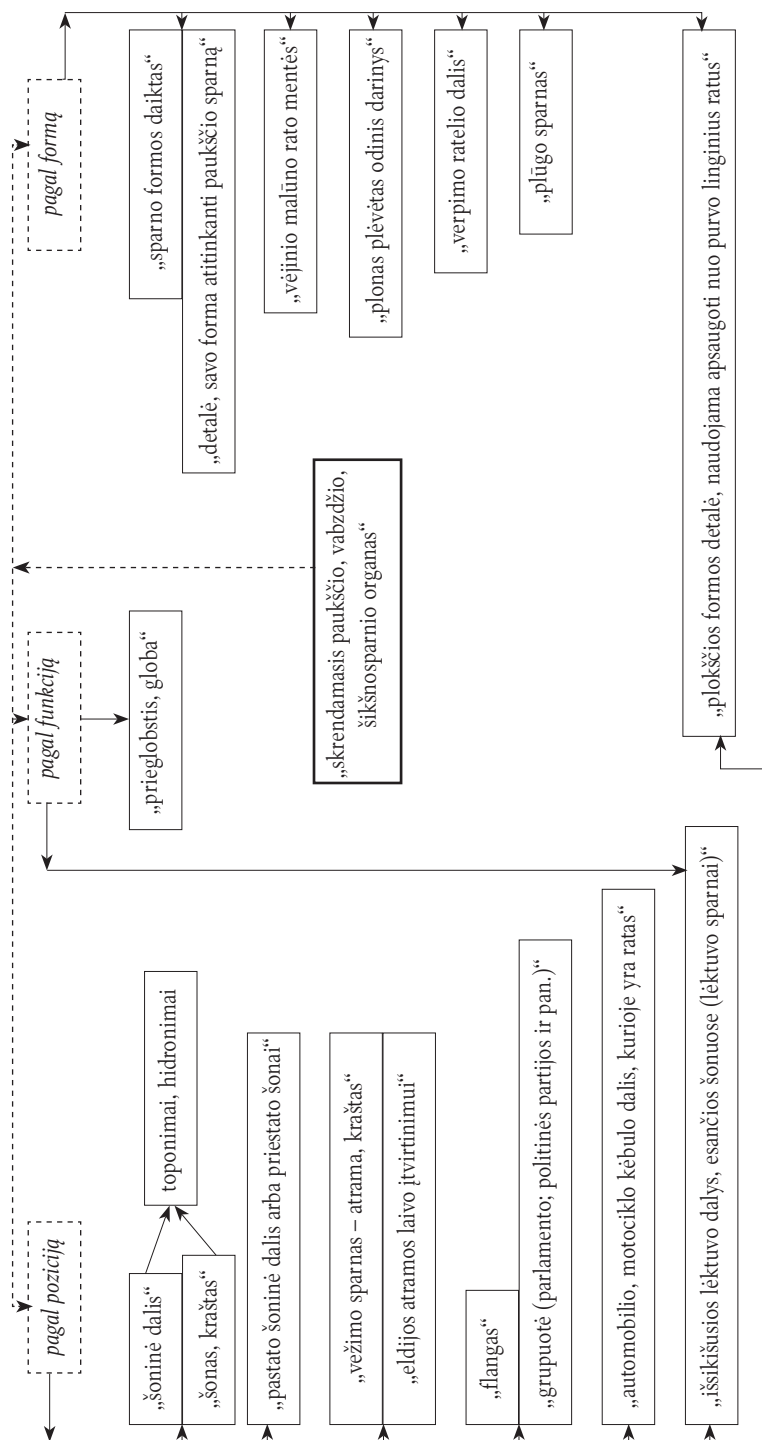 pagal poziciją
„šoninė dalis“
„šonas, kraštas“
toponimai, hidronimai
„pastato šoninė dalis arba priestato šonai“
„vežimo sparnas – atrama, kraštas“
„eldijos atramos laivo įtvirtinimui“
„flangas“
„grupuotė (parlamento; politinės partijos ir pan.)“
„automobilio, motociklo kėbulo dalis, kurioje yra ratas“
„išsikišusios lėktuvo dalys, esančios šonuose (lėktuvo sparnai)“
pagal funkciją
„prieglobstis, globa“
„skrendamasis paukščio, vabzdžio,
šikšnosparnio organas“
pagal formą
„sparno formos daiktas“
„detalė, savo forma atitinkanti paukščio sparną“
„vėjinio malūno rato mentės“
„plonas plėvėtas odinis darinys“
„verpimo ratelio dalis“
„plūgo sparnas“
„plokščios formos detalė, naudojama apsaugoti nuo purvo linginius ratus“